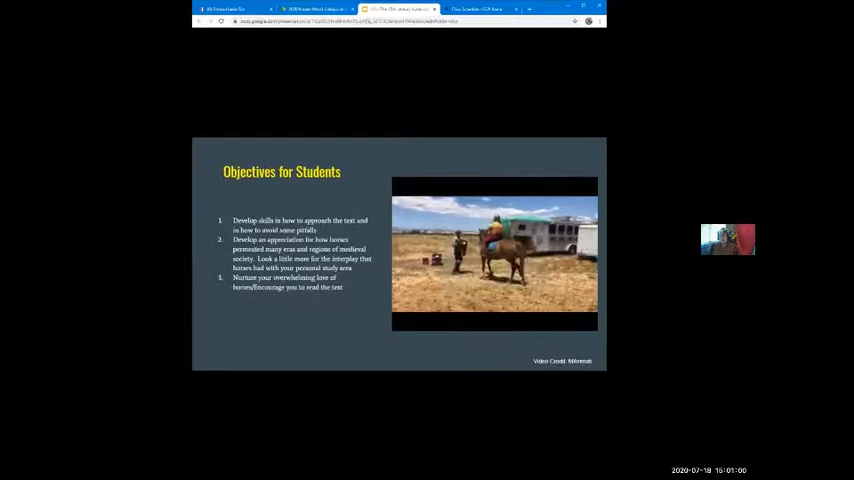 Objectives for Students
1. Develop skills in how to approach the text and
in how to avoid some pitfalls
2. Develop an appreciation for how horses
permeated many eras and regions of medieval
society. Look a little more for the interplay that
horses had with your personal study area
3. Nurture your overwhelming love of
horses/Encourage you to read the text
Video Credit:
2020-07-18 15:01:00